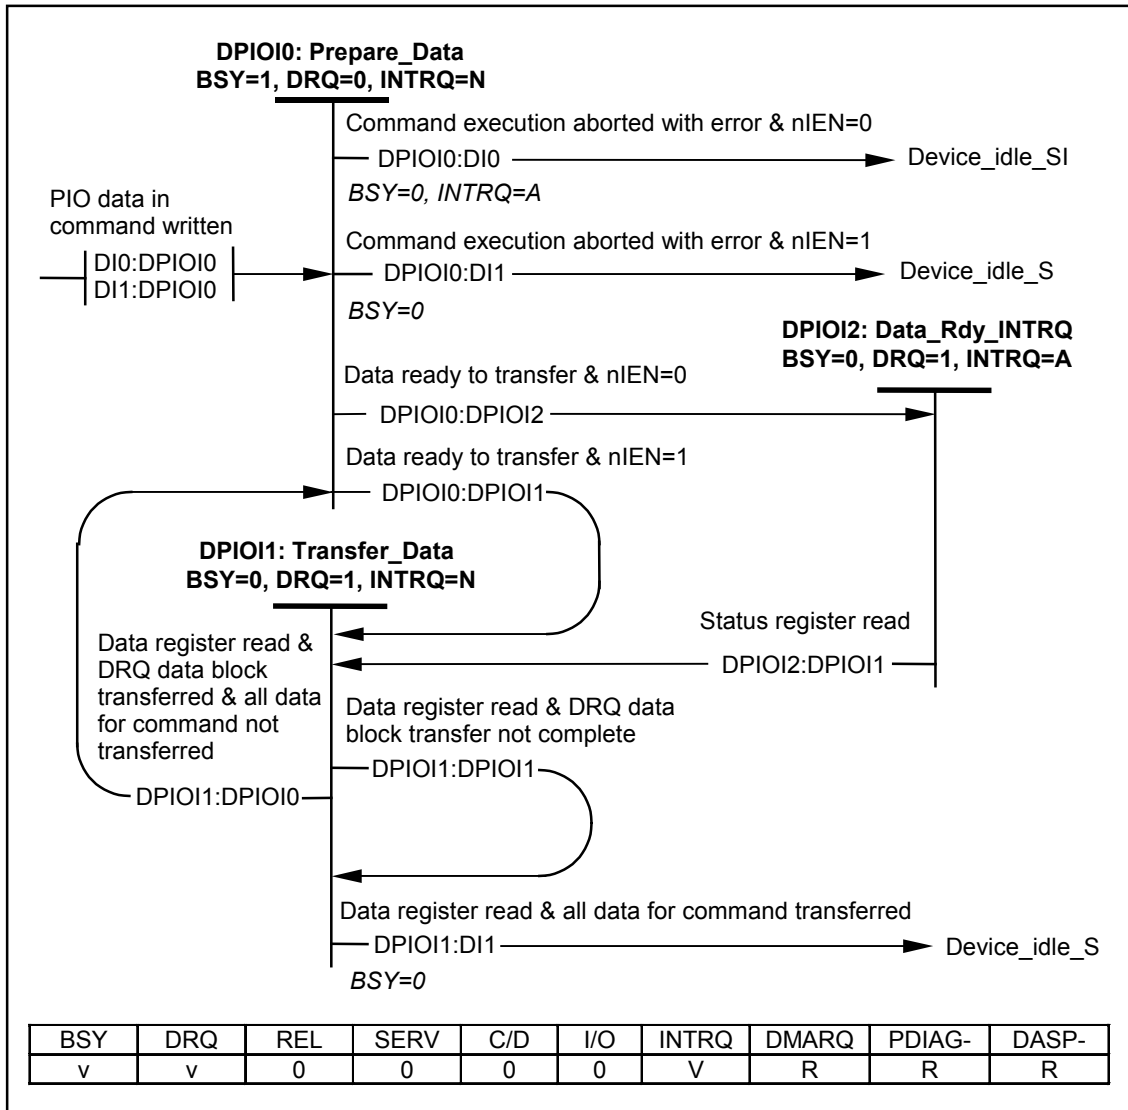 DPIOI0: Prepare_Data
BSY=1, DRQ=0, INTRQ=N
Command execution aborted with error & nIEN=0
DPIOI0:DI0
Device_idle_SI
BSY=0, INTRQ=A
PIO data in
command written
DI0:DPIOI0
DI1:DPIOI0
Command execution aborted with error & nIEN=1
DPIOI0:DI1
Device_idle_S
BSY=0
DPIOI2: Data_Rdy_INTRQ
BSY=0, DRQ=1, INTRQ=A
Data ready to transfer & nIEN=0
DPIOI0:DPIOI2
Data ready to transfer & nIEN=1
DPIOI0:DPIOI1
DPIOI1: Transfer_Data
BSY=0, DRQ=1, INTRQ=N
Status register read
DPIOI2:DPIOI1
Data register read &
DRQ data block
transferred & all data
for command not
transferred
DPIOI1:DPIOI0
Data register read & DRQ data
block transfer not complete
DPIOI1:DPIOI1
Data register read & all data for command transferred
DPIOI1:DI1
Device_idle_S
BSY=0
BSY DRQ REL SERV C/D I/O INTRQ DMARQ PDIAG- DASP-
v v 0 0 0 0 V R R R